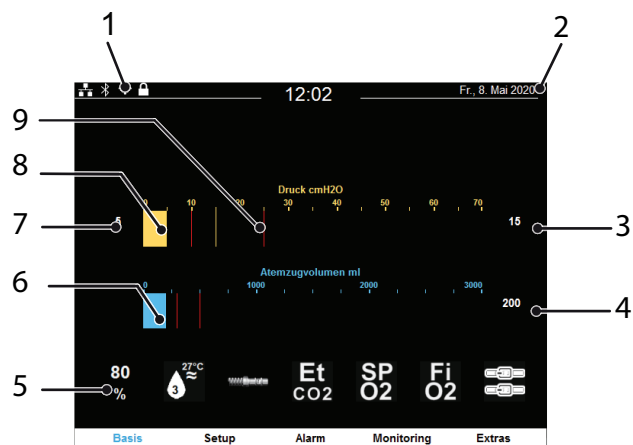 1
2
12:02
Fr., 8. Mai 2020
9
8
Druck cmH2O
0 10 20 30 40 50 60 70
7
5
15
3
Atemzugvolumen ml
6
0 1000 2000 3000
200
4
5
80
%
27°C
3
Et
CO2
SP
O2
Fi
O2
Basis Setup Alarm Monitoring Extras